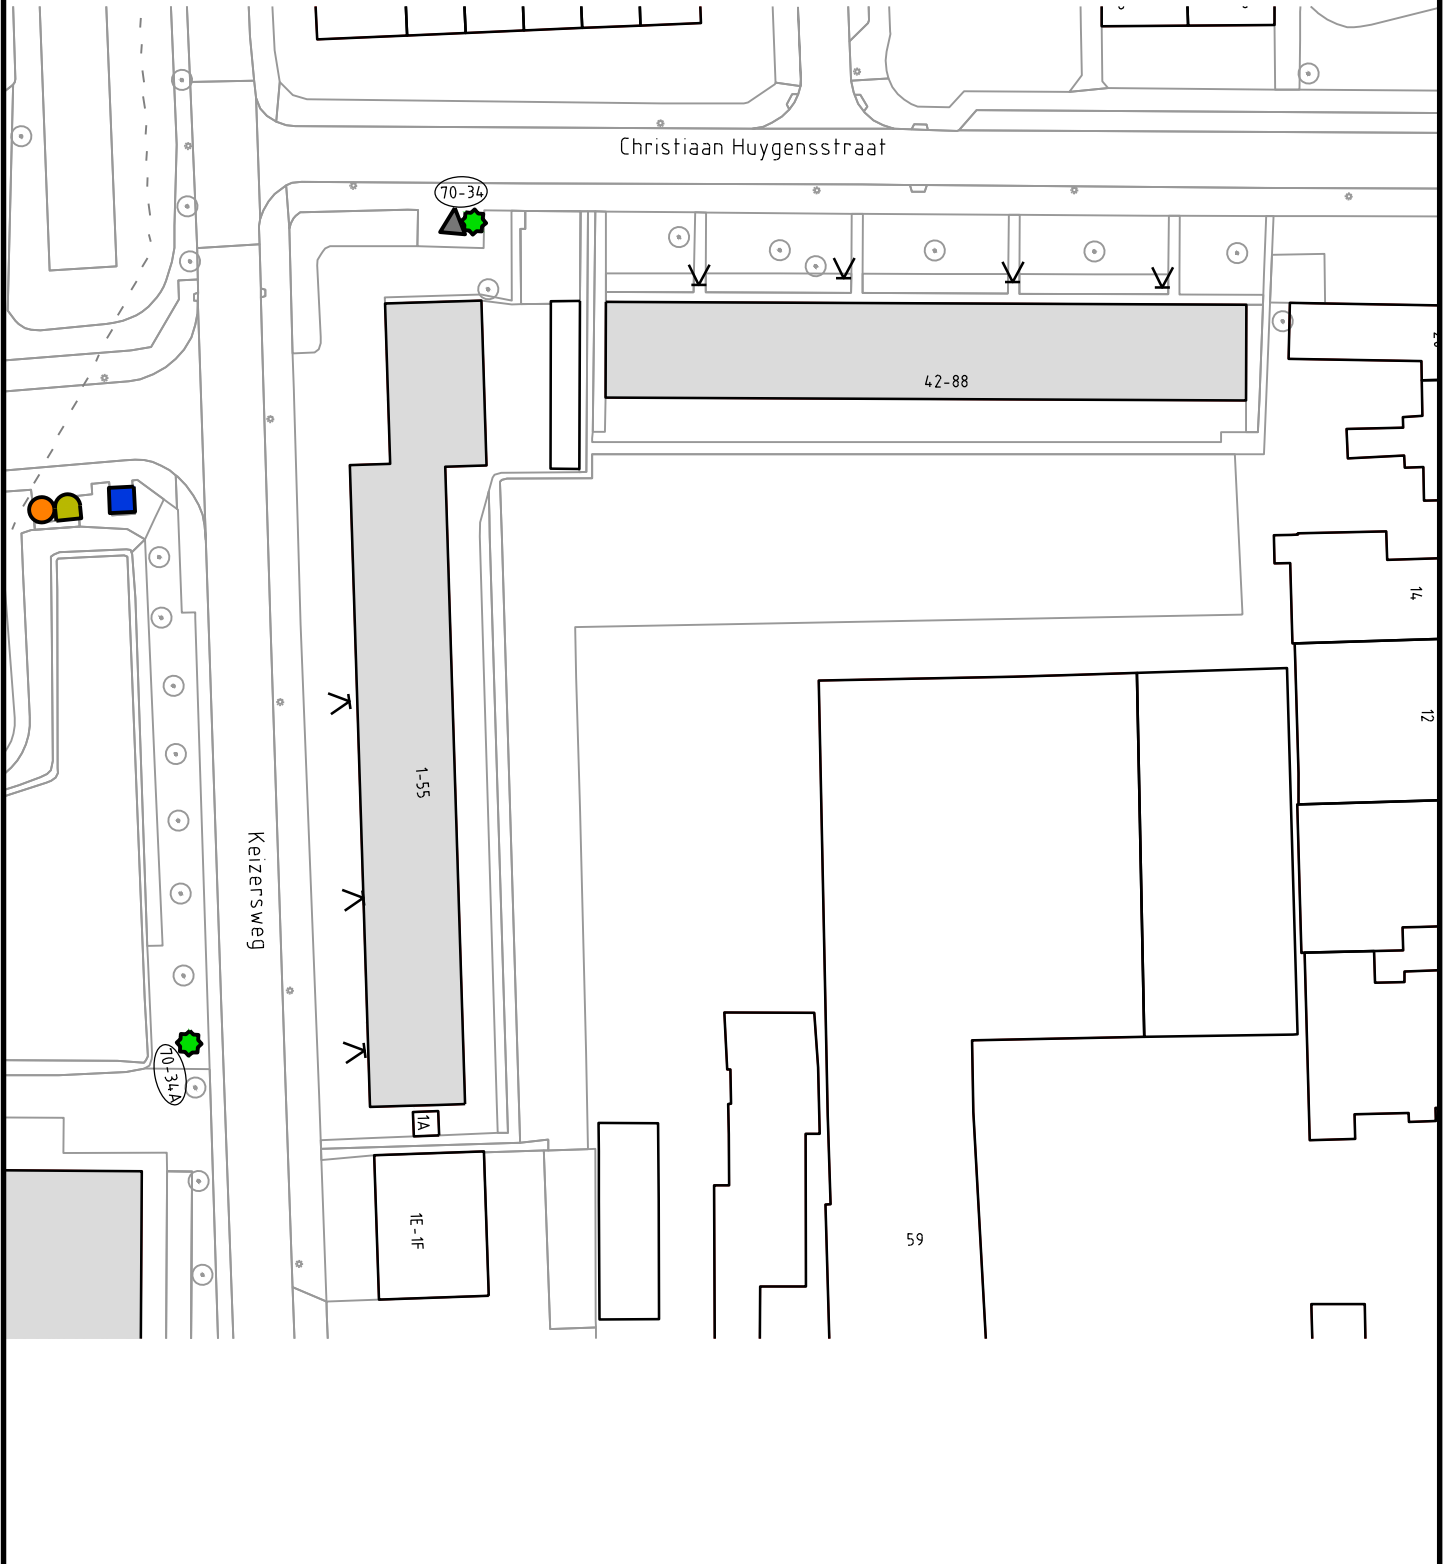 Christiaan Huygensstraat
70-34
42-88
14
12
1-55
Keizersweg
70-34A
1A
1E-1F
59